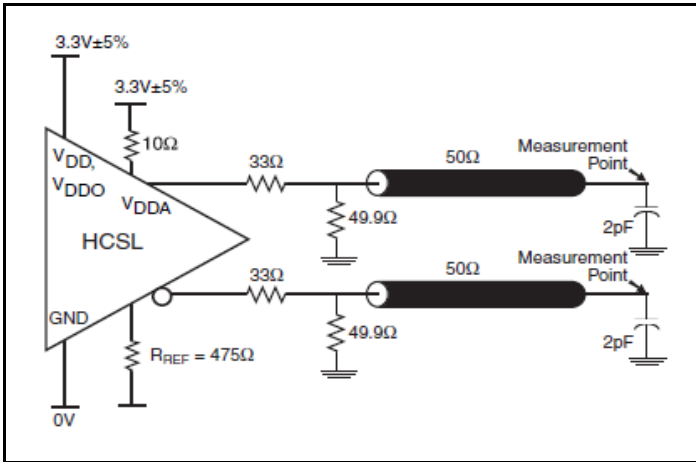 3.3V±5%
3.3V±5%
10Ω
VDD,
VDDO
VDDA
HCSL
GND
0V
RREF = 475Ω
33Ω
49.9Ω
50Ω
Measurement
Point
2pF
33Ω
49.9Ω
50Ω
Measurement
Point
2pF